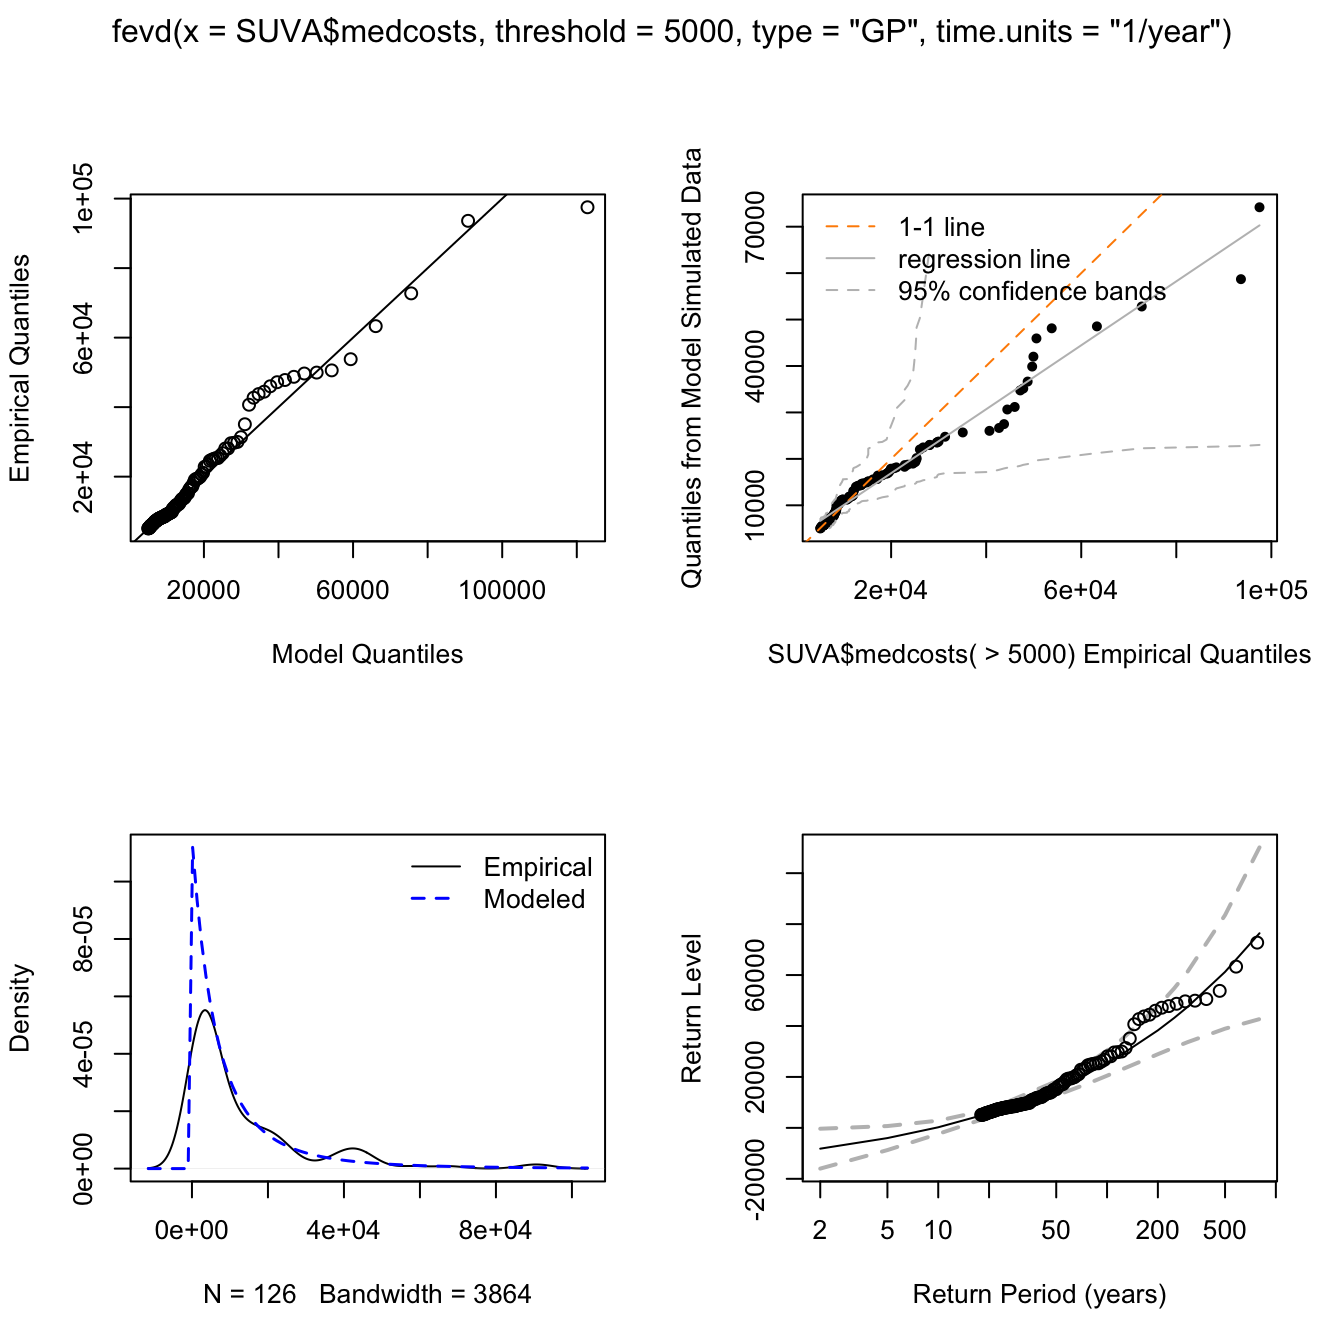 fevd(x = SUVA$medcosts, threshold = 5000, type = "GP", time.units = "1/year")
Empirical Quantiles
2e+04 6e+04 1e+05
20000 60000 100000
Model Quantiles
Quantiles from Model Simulated Data
10000 40000 70000
1-1 line
regression line
95% confidence bands
2e+04 6e+04 1e+05
SUVA$medcosts( > 5000) Empirical Quantiles
Density
0e+00 4e-05 8e-05
Empirical
Modeled
0e+00 4e+04 8e+04
N = 126 Bandwidth = 3864
Return Level
-20000 20000 60000
2 5 10 50 200 500
Return Period (years)